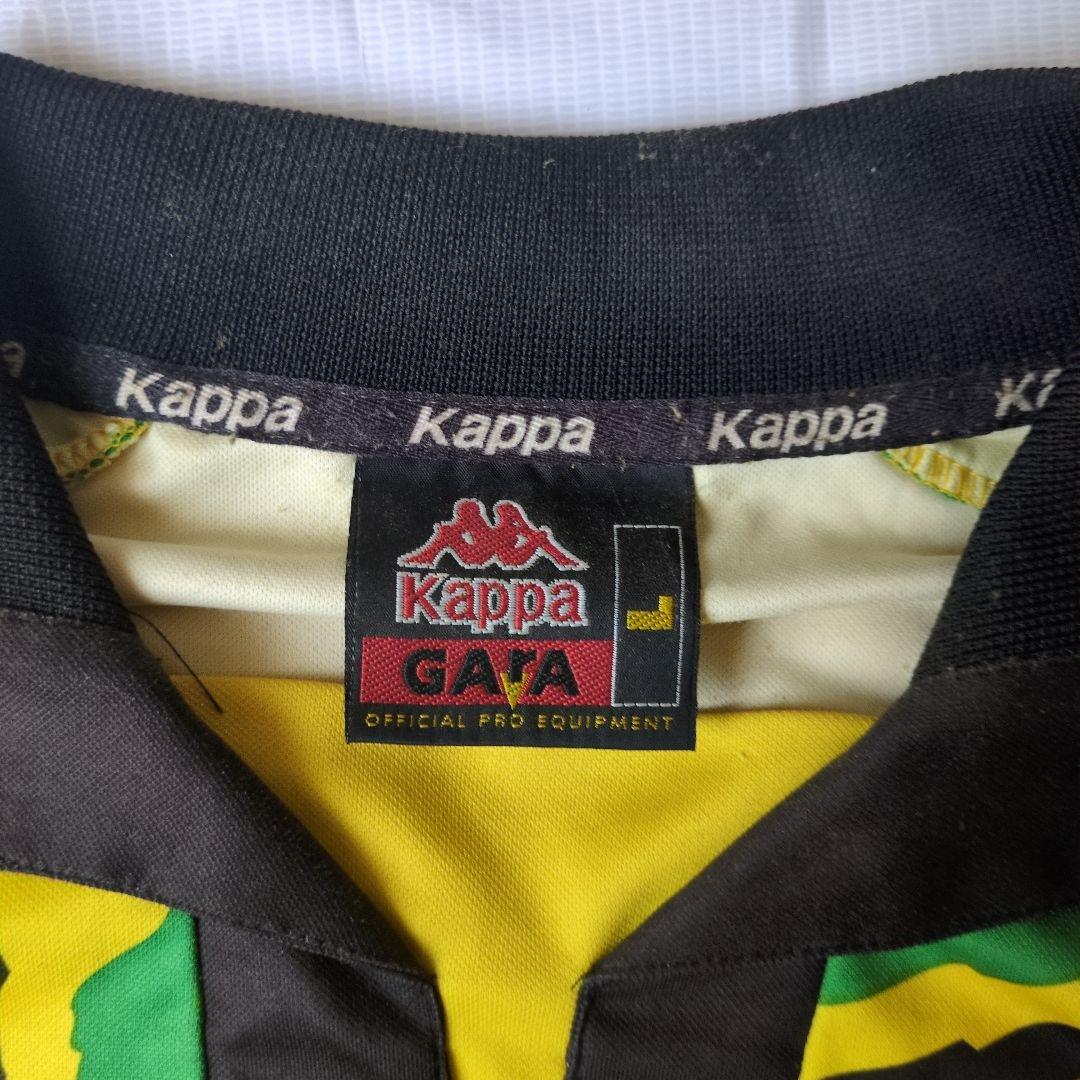 Kappa Kappa Kappa
Kappa
GArA
L
OFFICIAL PRO EQUIPMENT